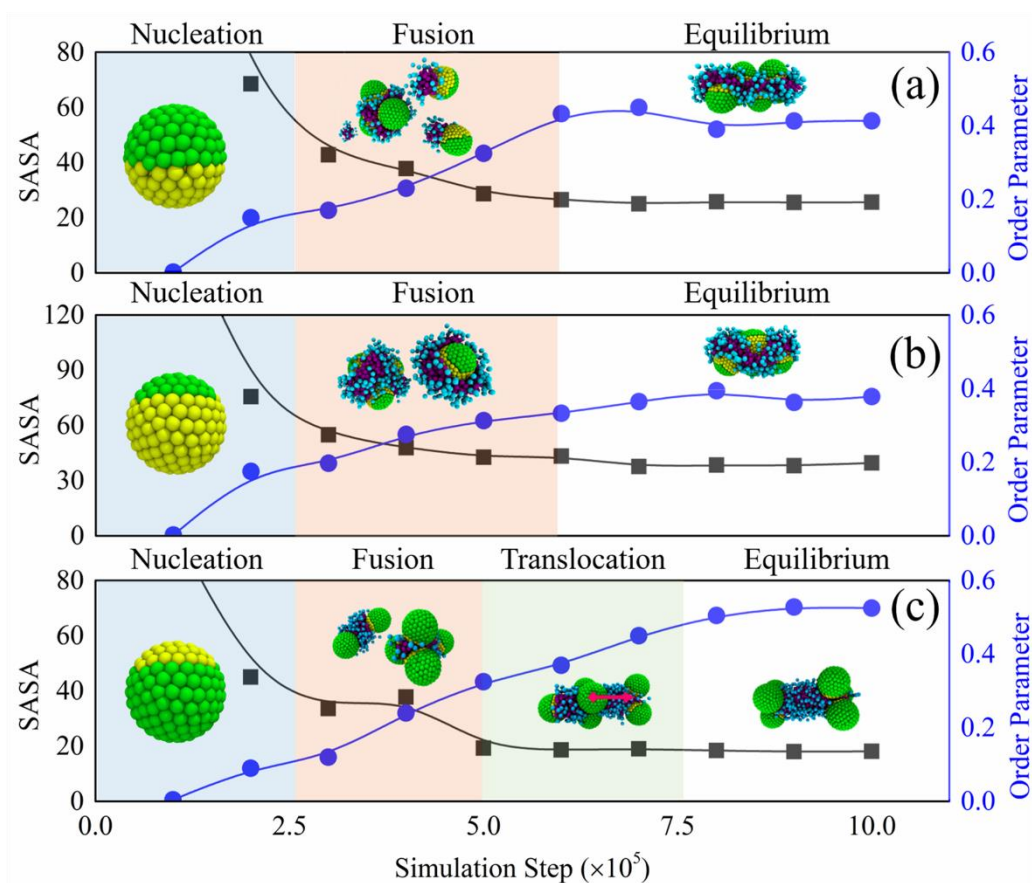 Nucleation Fusion Equilibrium
80
60
40
20
0
SASA
(a)
0.6
0.4
0.2
0.0
Order Parameter
Nucleation Fusion Equilibrium
120
90
60
30
0
SASA
(b)
0.6
0.4
0.2
0.0
Order Parameter
Nucleation Fusion Translocation Equilibrium
80
60
40
20
0
SASA
(c)
0.6
0.4
0.2
0.0
Order Parameter
0.0 2.5 5.0 7.5 10.0
Simulation Step (×10⁵)